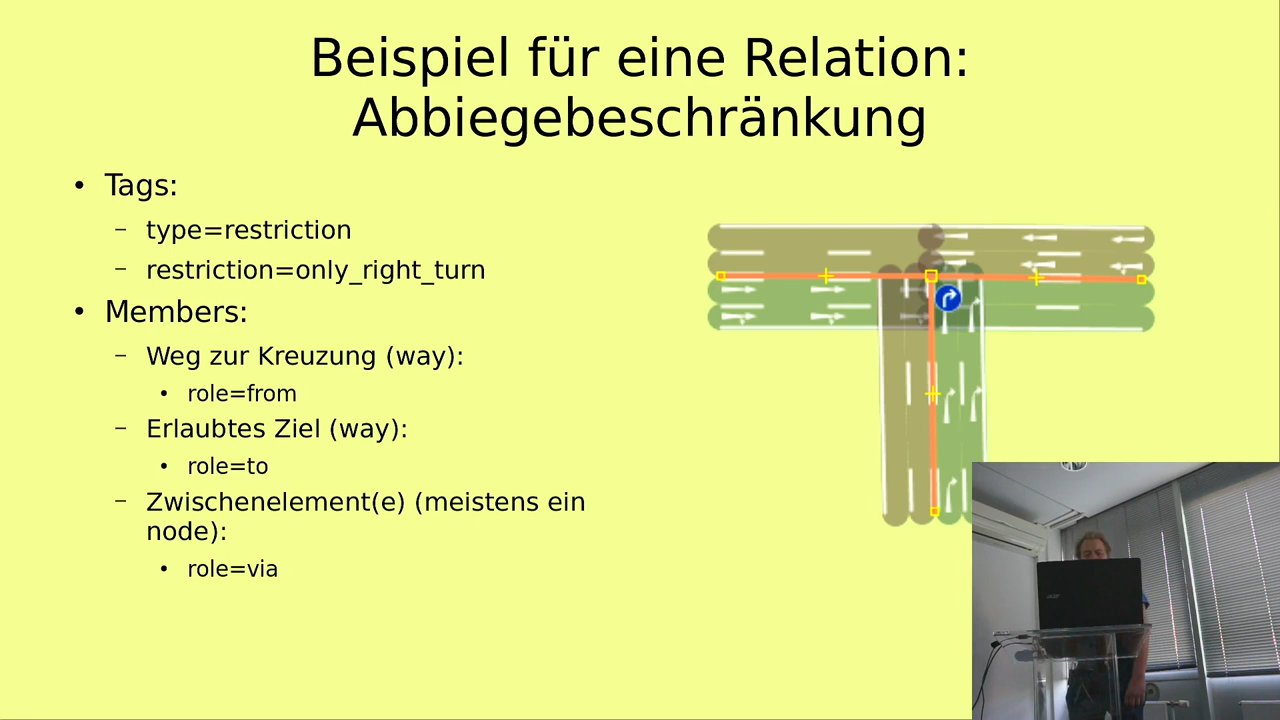 Beispiel für eine Relation:
Abbiegebeschränkung
• Tags:
– type=restriction
– restriction=only_right_turn
• Members:
– Weg zur Kreuzung (way):
• role=from
– Erlaubtes Ziel (way):
• role=to
– Zwischenelement(e) (meistens ein
node):
• role=via